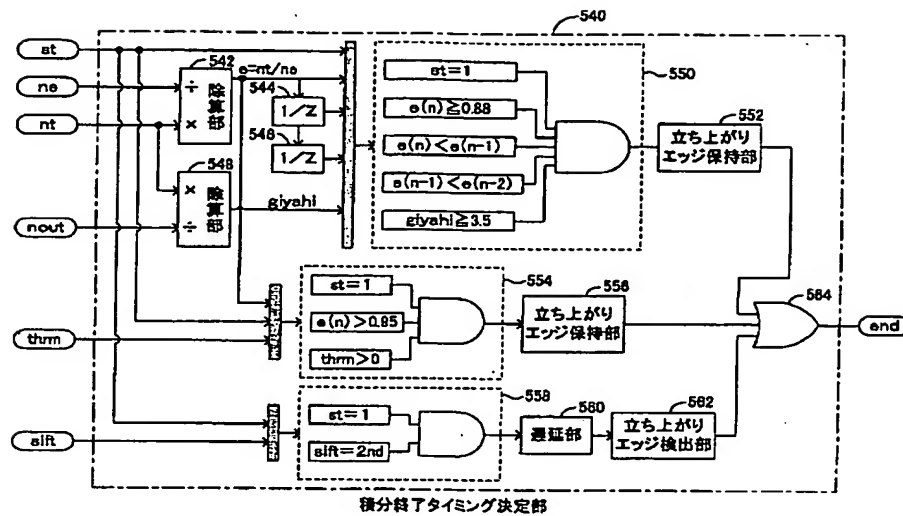 540
st
ne
nt
nout
thrm
sift
542
÷
×
除算部
e=nt/ne
544
1/Z
546
1/Z
548
×
÷
除算部
giyahi
550
st=1
e(n)≧0.88
e(n)<e(n-1)
e(n-1)<e(n-2)
giyahi≧3.5
552
立ち上がり
エッジ保持部
554
st=1
e(n)>0.95
thrm>0
556
立ち上がり
エッジ保持部
558
st=1
sift=2nd
560
遅延部
562
立ち上がり
エッジ検出部
564
end
積分終了タイミング決定部